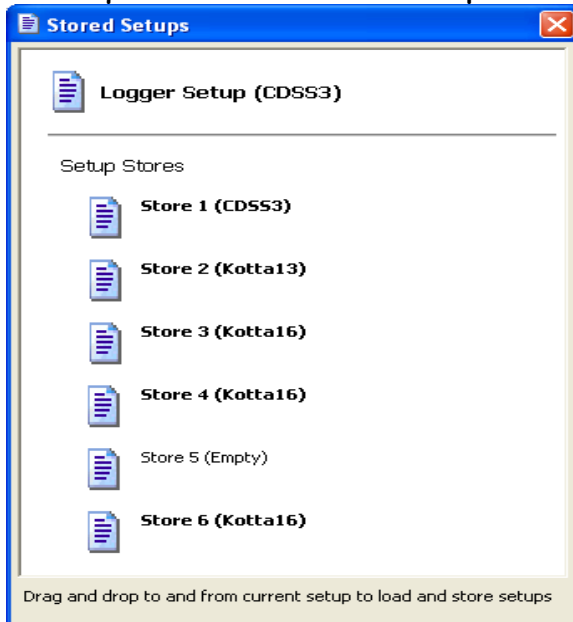 Stored Setups
Logger Setup (CDSS3)
Setup Stores
Store 1 (CDSS3)
Store 2 (Kotta13)
Store 3 (Kotta16)
Store 4 (Kotta16)
Store 5 (Empty)
Store 6 (Kotta16)
Drag and drop to and from current setup to load and store setups